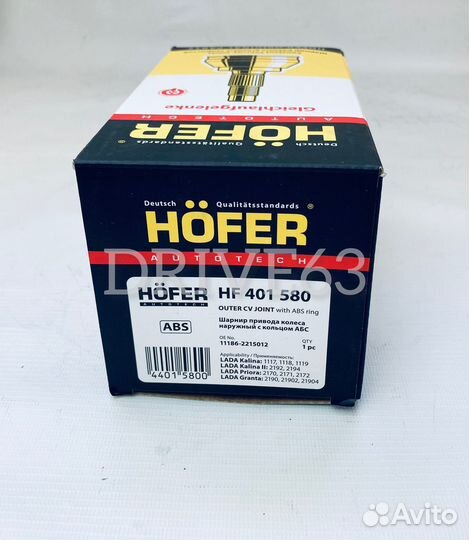 Gleichlaufgelenke
AUTOTECH
HÖFER
Deutsch Qualitätsstandards
Deutsch Qualitätsstandards
HÖFER
AUTOTECH
DRIVE63
HÖFER HF 401 580
AUTOTECH
OUTER CV JOINT with ABS ring
ABS
Шарнир привода колеса
наружный с кольцом АБС
OE No. QTY
11186-2215012 1 pc
Applicability / Применяемость:
LADA Kalina: 1117, 1118, 1119
LADA Kalina II: 2192, 2194
LADA Priora: 2170, 2171, 2172
LADA Granta: 2190, 21902, 21904
44015800
Avito